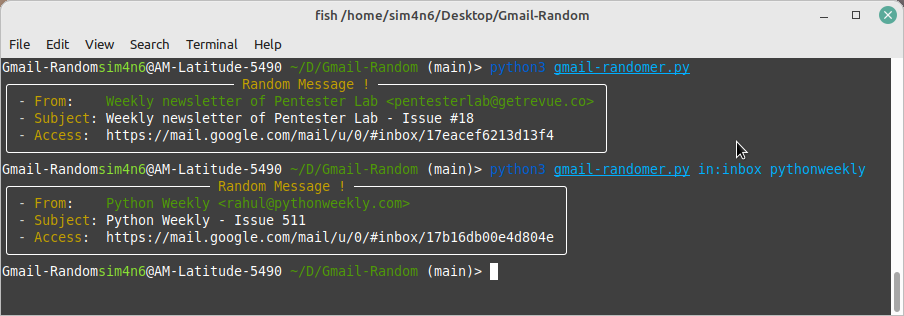 fish /home/sim4n6/Desktop/Gmail-Random
File Edit View Search Terminal Help
Gmail-Randomsim4n6@AM-Latitude-5490 ~/D/Gmail-Random (main)> python3 gmail-randomer.py
Random Message !
- From: Weekly newsletter of Pentester Lab <pentesterlab@getrevue.co>
- Subject: Weekly newsletter of Pentester Lab - Issue #18
- Access: https://mail.google.com/mail/u/0/#inbox/17eacef6213d13f4
Gmail-Randomsim4n6@AM-Latitude-5490 ~/D/Gmail-Random (main)> python3 gmail-randomer.py in:inbox pythonweekly
Random Message !
- From: Python Weekly <rahul@pythonweekly.com>
- Subject: Python Weekly - Issue 511
- Access: https://mail.google.com/mail/u/0/#inbox/17b16db00e4d804e
Gmail-Randomsim4n6@AM-Latitude-5490 ~/D/Gmail-Random (main)>